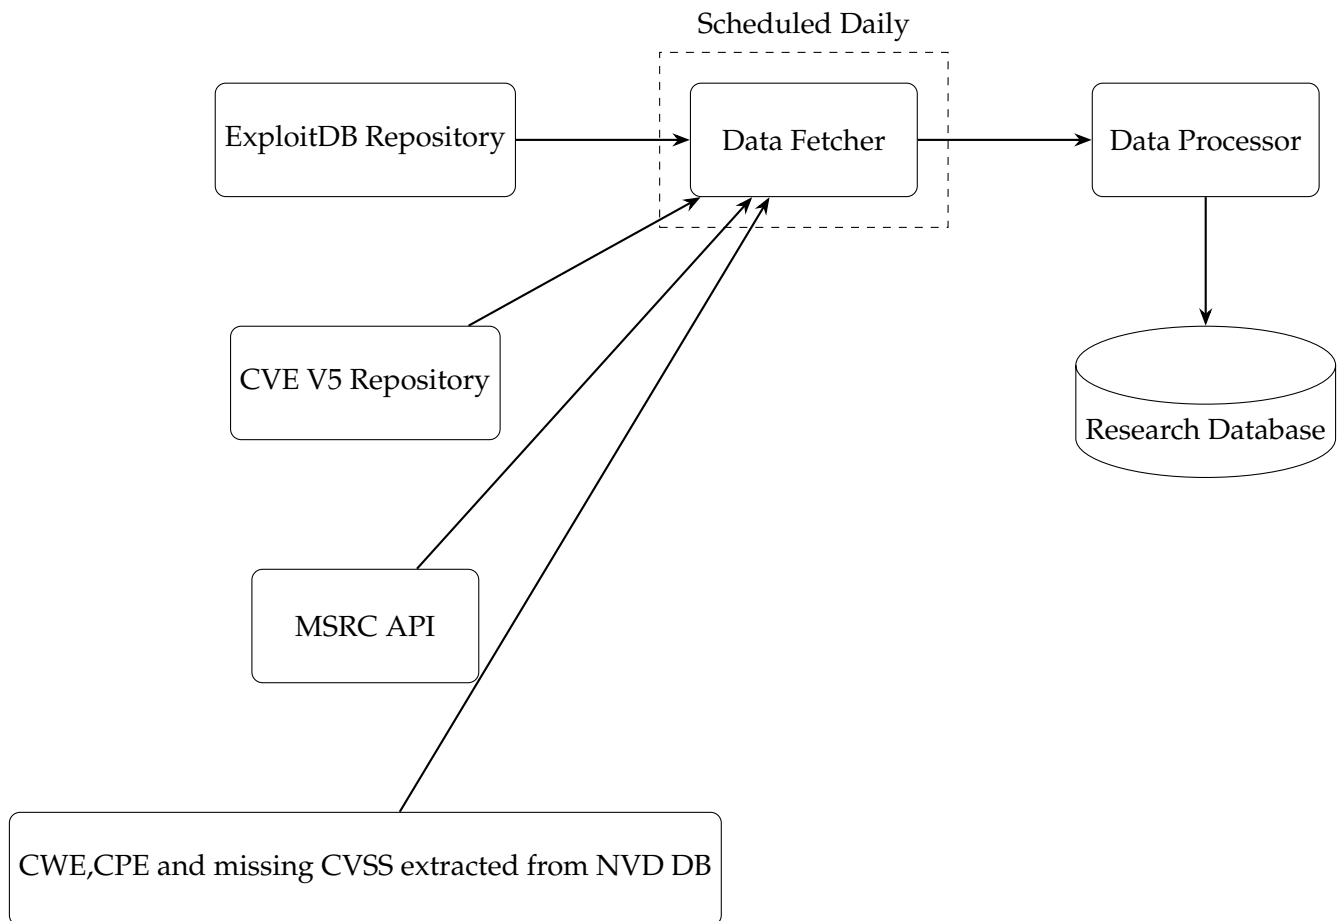 Scheduled Daily
ExploitDB Repository
Data Fetcher
Data Processor
CVE V5 Repository
Research Database
MSRC API
CWE,CPE and missing CVSS extracted from NVD DB